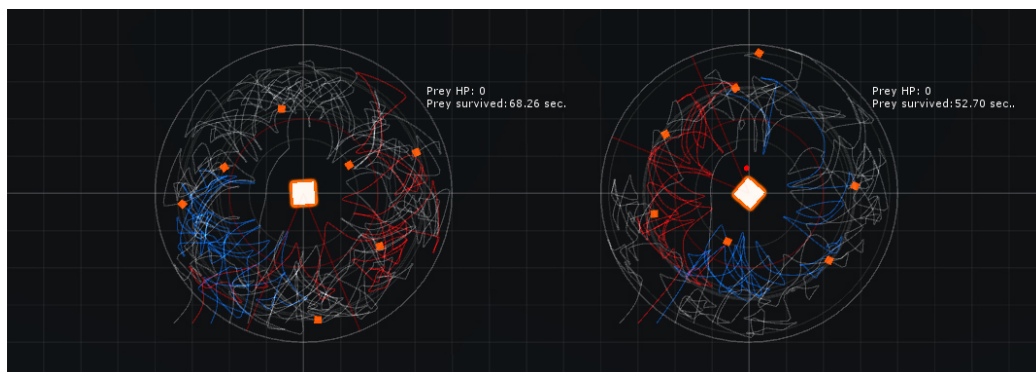 Prey HP: 0
Prey survived:68.26 sec.
Prey HP: 0
Prey survived:52.70 sec..